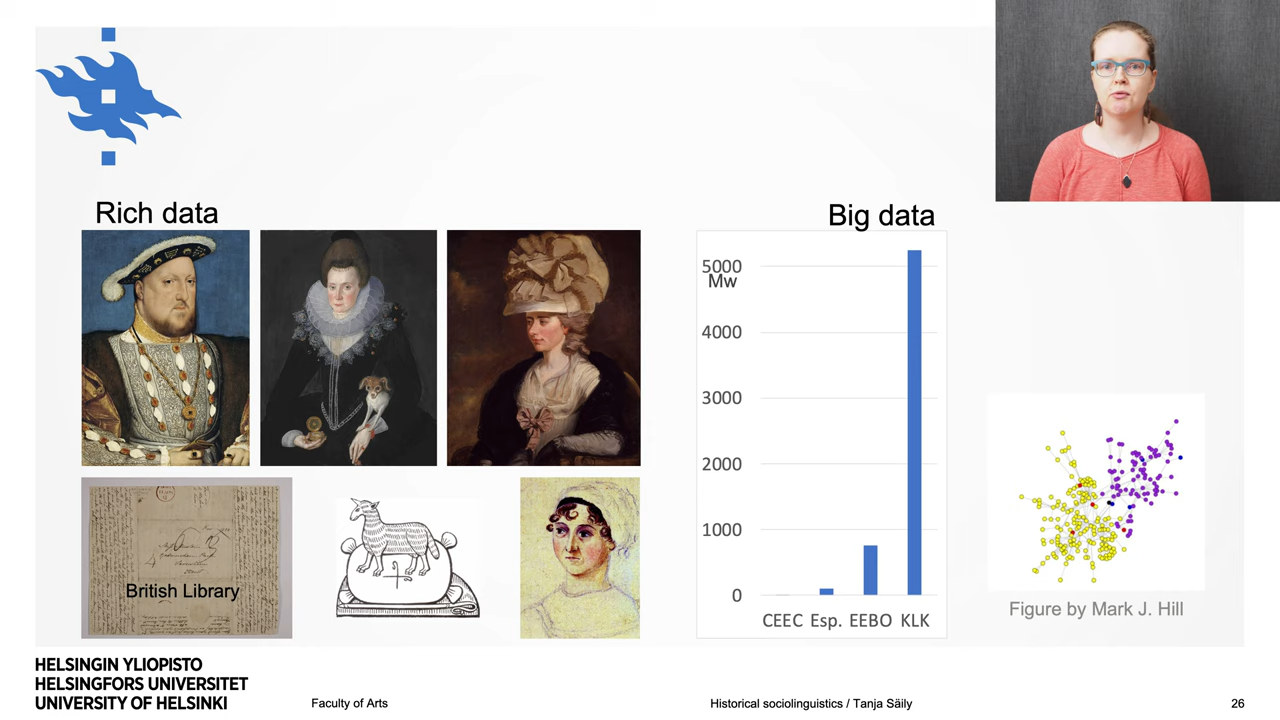 Rich data
Big data
5000
Mw
4000
3000
2000
1000
0
CEEC Esp. EEBO KLK
British Library
Figure by Mark J. Hill
HELSINGIN YLIOPISTO
HELSINGFORS UNIVERSITET
UNIVERSITY OF HELSINKI
Faculty of Arts
Historical sociolinguistics / Tanja Säily
26